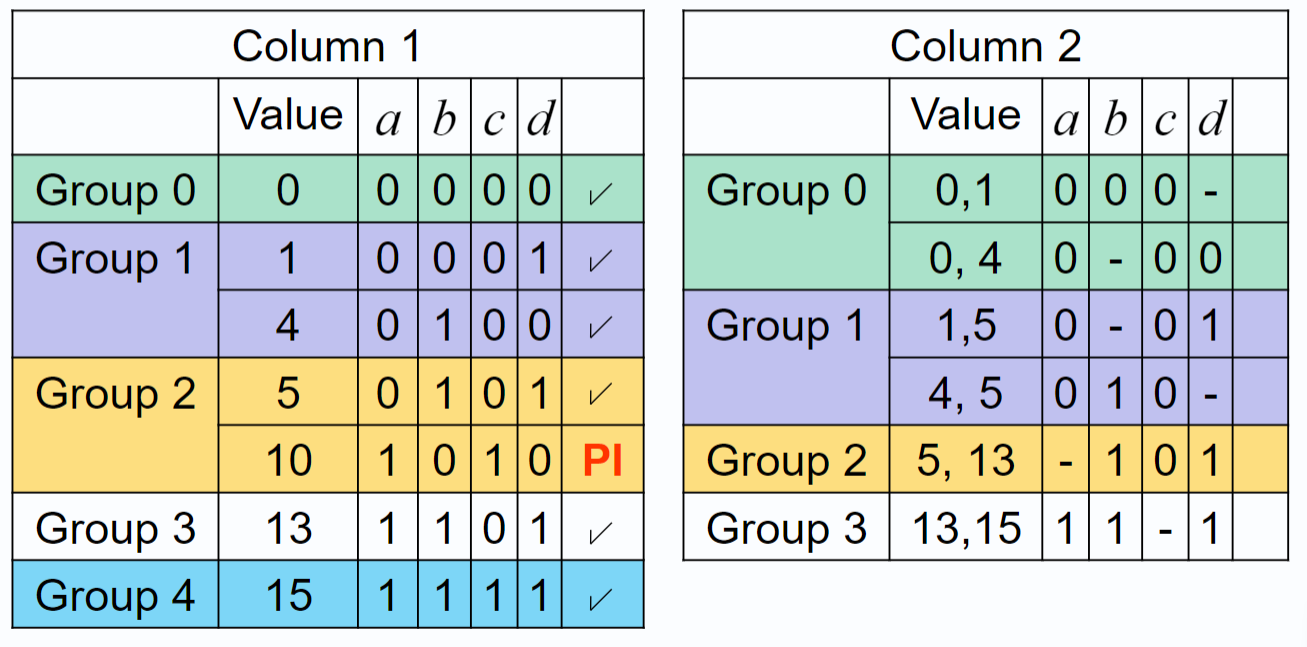 Column 1
Value a b c d
Group 0 0 0 0 0 0 ✓
Group 1 1 0 0 0 1 ✓
4 0 1 0 0 ✓
Group 2 5 0 1 0 1 ✓
10 1 0 1 0 PI
Group 3 13 1 1 0 1 ✓
Group 4 15 1 1 1 1 ✓
Column 2
Value a b c d
Group 0 0,1 0 0 0 -
0, 4 0 - 0 0
Group 1 1,5 0 - 0 1
4, 5 0 1 0 -
Group 2 5, 13 - 1 0 1
Group 3 13,15 1 1 - 1